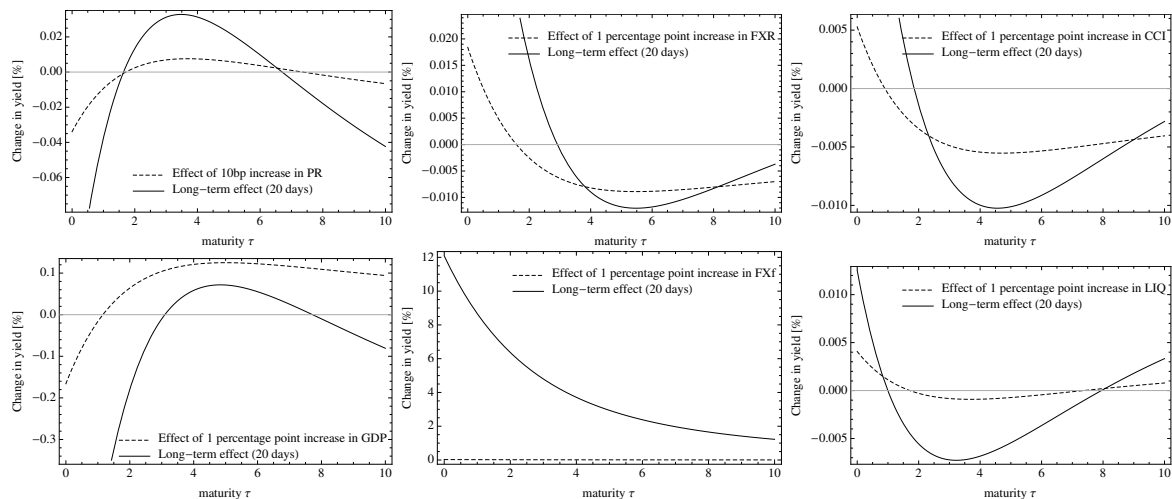 Change in yield [%]
0.02
0.00
−0.02
−0.04
−0.06
Effect of 10bp increase in PR
Long−term effect (20 days)
0 2 4 6 8 10
maturity τ
Change in yield [%]
0.020
0.015
0.010
0.005
0.000
−0.005
−0.010
Effect of 1 percentage point increase in FXR
Long−term effect (20 days)
0 2 4 6 8 10
maturity τ
Change in yield [%]
0.005
0.000
−0.005
−0.010
Effect of 1 percentage point increase in CCI
Long−term effect (20 days)
0 2 4 6 8 10
maturity τ
Change in yield [%]
0.1
0.0
−0.1
−0.2
−0.3
Effect of 1 percentage point increase in GDP
Long−term effect (20 days)
0 2 4 6 8 10
maturity τ
Change in yield [%]
12
10
8
6
4
2
0
Effect of 1 percentage point increase in FXf
Long−term effect (20 days)
0 2 4 6 8 10
maturity τ
Change in yield [%]
0.010
0.005
0.000
−0.005
Effect of 1 percentage point increase in LIQ
Long−term effect (20 days)
0 2 4 6 8 10
maturity τ